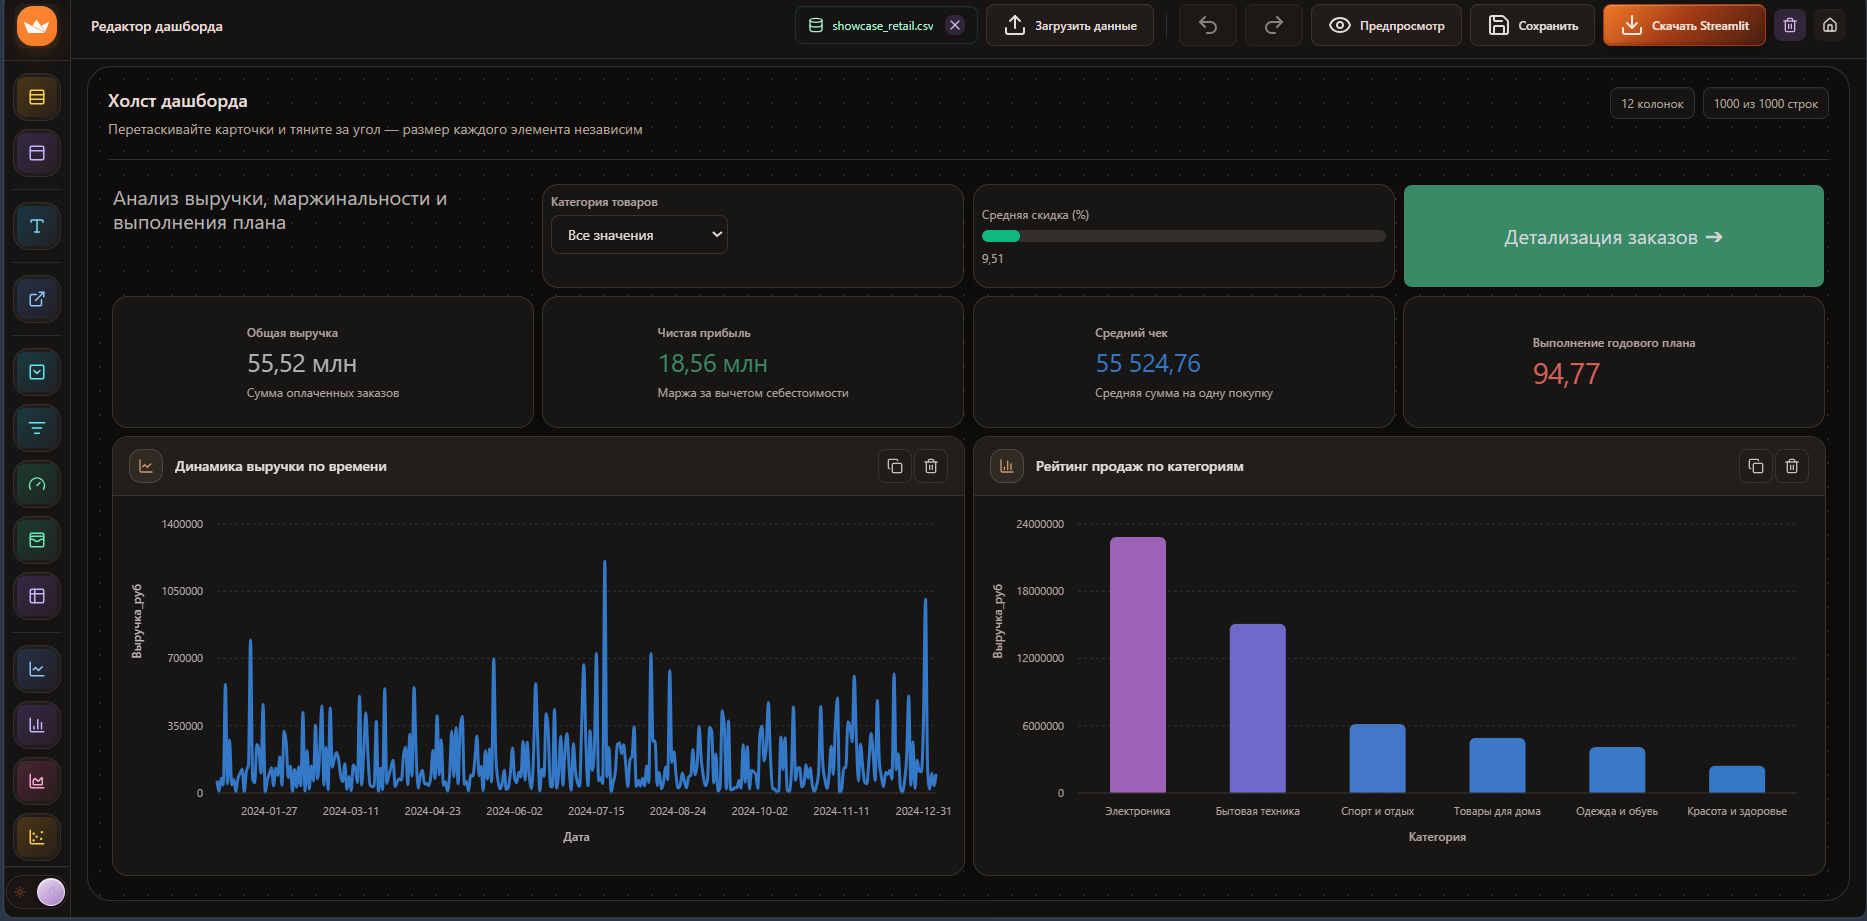 Редактор дашборда
showcase_retail.csv
Загрузить данные
Предпросмотр
Сохранить
Скачать Streamlit
Холст дашборда
Перетаскивайте карточки и тяните за угол — размер каждого элемента независим
12 колонок
1000 из 1000 строк
Анализ выручки, маржинальности и
выполнения плана
Категория товаров
Все значения
Средняя скидка (%)
9,51
Детализация заказов ➔
Общая выручка
55,52 млн
Сумма оплаченных заказов
Чистая прибыль
18,56 млн
Маржа за вычетом себестоимости
Средний чек
55 524,76
Средняя сумма на одну покупку
Выполнение годового плана
94,77
Динамика выручки по времени
1400000
1050000
700000
350000
0
Выручка_руб
2024-01-27
2024-03-11
2024-04-23
2024-06-02
2024-07-15
2024-08-24
2024-10-02
2024-11-11
2024-12-31
Дата
Рейтинг продаж по категориям
24000000
18000000
12000000
6000000
0
Выручка_руб
Электроника
Бытовая техника
Спорт и отдых
Товары для дома
Одежда и обувь
Красота и здоровье
Категория